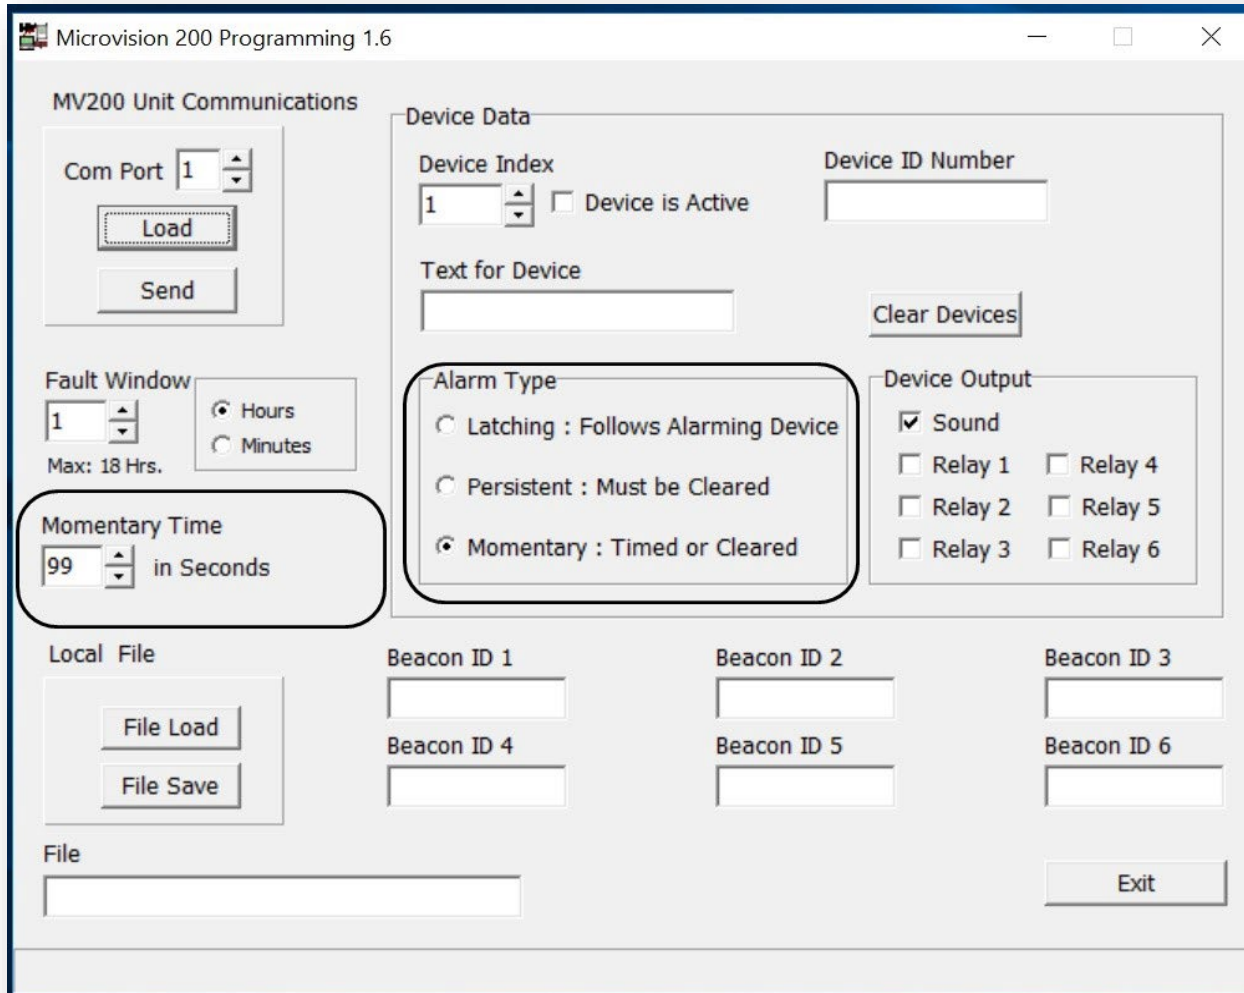 Microvision 200 Programming 1.6
MV200 Unit Communications
Com Port 1
Load
Send
Fault Window
1
Hours
Minutes
Max: 18 Hrs.
Momentary Time
99 in Seconds
Device Data
Device Index
1
Device is Active
Device ID Number
Text for Device
Clear Devices
Alarm Type
Latching : Follows Alarming Device
Persistent : Must be Cleared
Momentary : Timed or Cleared
Device Output
Sound
Relay 1 Relay 4
Relay 2 Relay 5
Relay 3 Relay 6
Local File
File Load
File Save
Beacon ID 1 Beacon ID 2 Beacon ID 3
Beacon ID 4 Beacon ID 5 Beacon ID 6
File
Exit